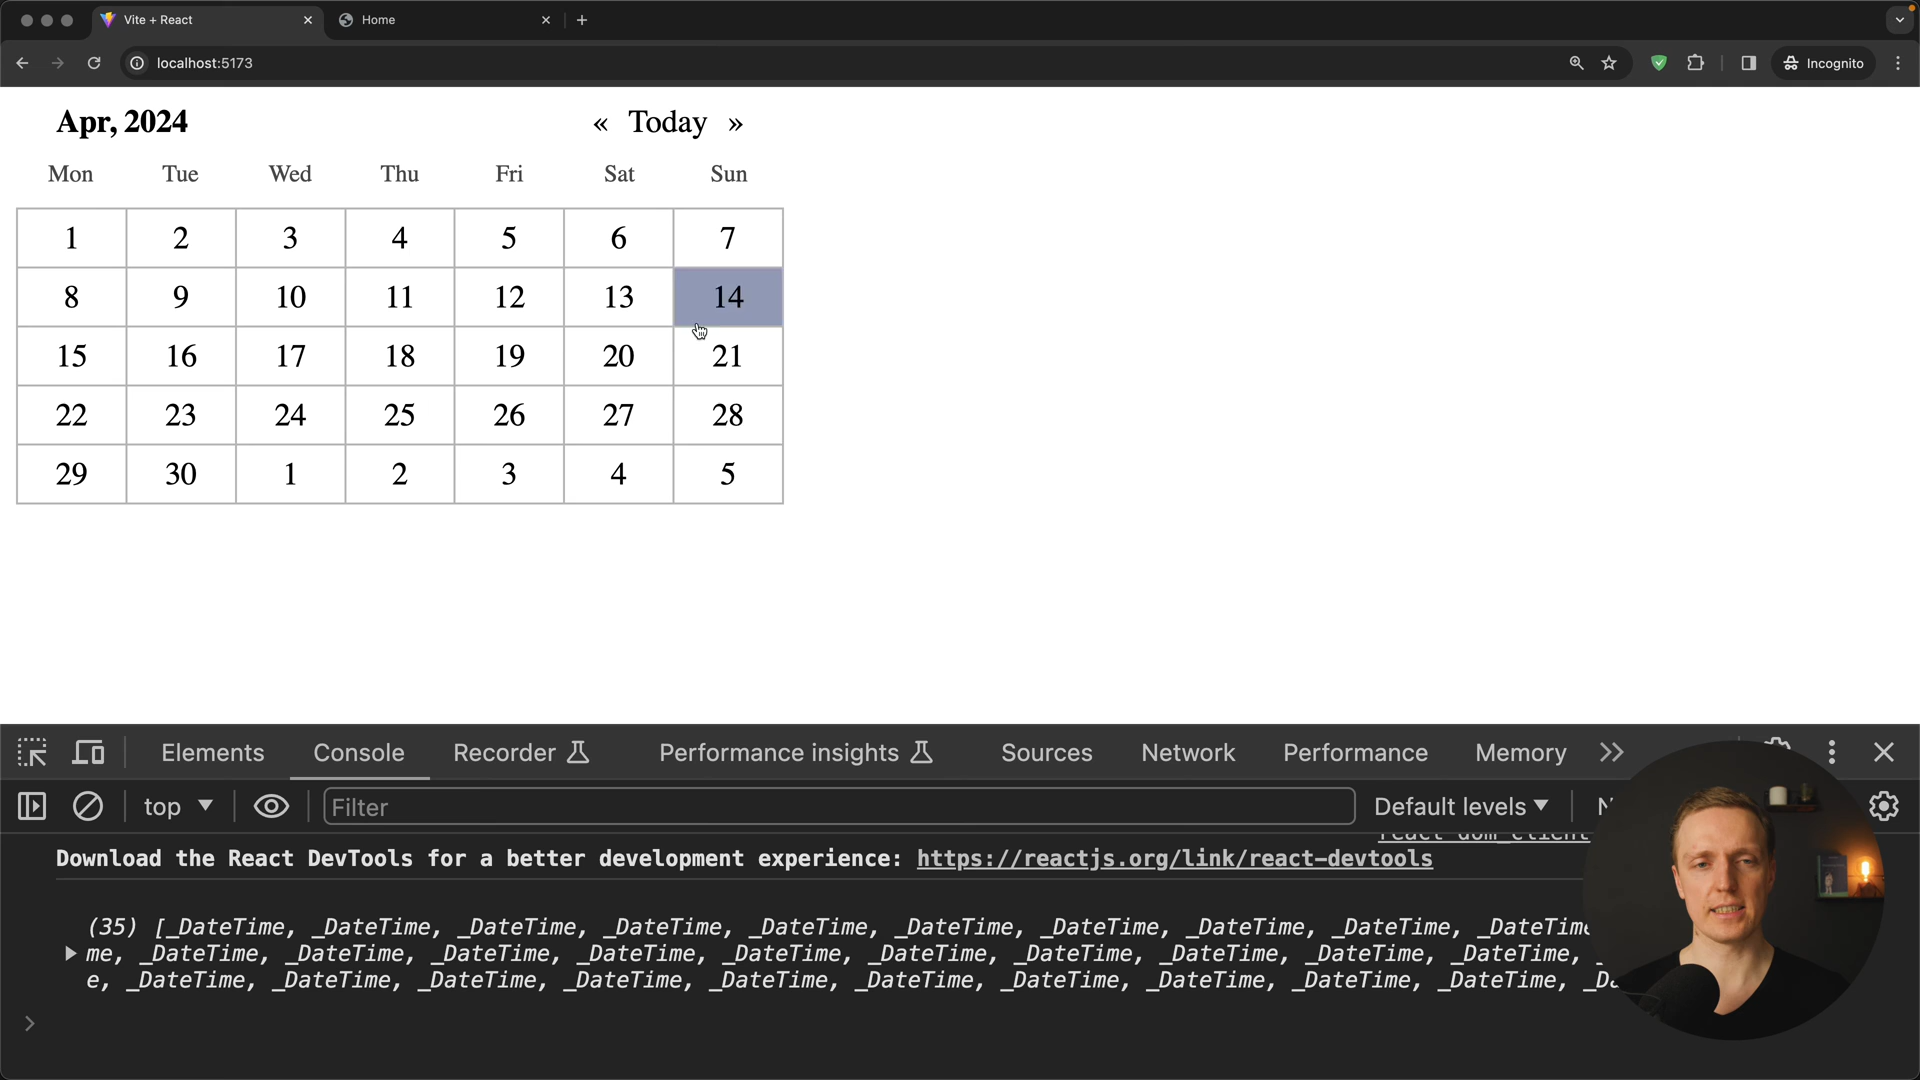 Vite + React
Home
localhost:5173
Incognito
Apr, 2024
« Today »
Mon Tue Wed Thu Fri Sat Sun
1 2 3 4 5 6 7
8 9 10 11 12 13 14
15 16 17 18 19 20 21
22 23 24 25 26 27 28
29 30 1 2 3 4 5
Elements Console Recorder Performance insights Sources Network Performance Memory
top Filter Default levels
Download the React DevTools for a better development experience: https://reactjs.org/link/react-devtools
(35) [_DateTime, _DateTime, _DateTime, _DateTime, _DateTime, _DateTime, _DateTime, _DateTime, _DateTime, _DateTime
me, _DateTime, _DateTime, _DateTime, _DateTime, _DateTime, _DateTime, _DateTime, _DateTime, _DateTime, _DateTime,
e, _DateTime, _DateTime, _DateTime, _DateTime, _DateTime, _DateTime, _DateTime, _DateTime, _DateTime, _DateTime,